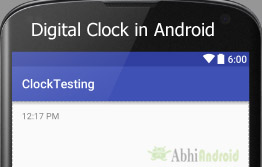 Digital Clock in Android
6:00
ClockTesting
12:17 PM
AbhiAndroid